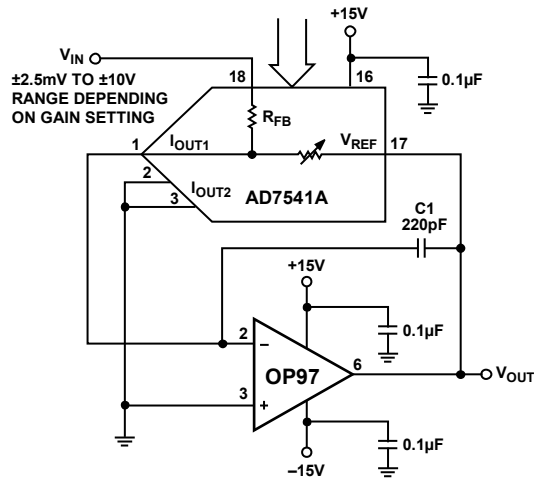 +15V
V_IN
±2.5mV TO ±10V
RANGE DEPENDING
ON GAIN SETTING
18
16
0.1µF
R_FB
1
I_OUT1
V_REF
17
2
I_OUT2
3
AD7541A
C1
220pF
+15V
0.1µF
2
–
OP97
6
V_OUT
3
+
0.1µF
–15V